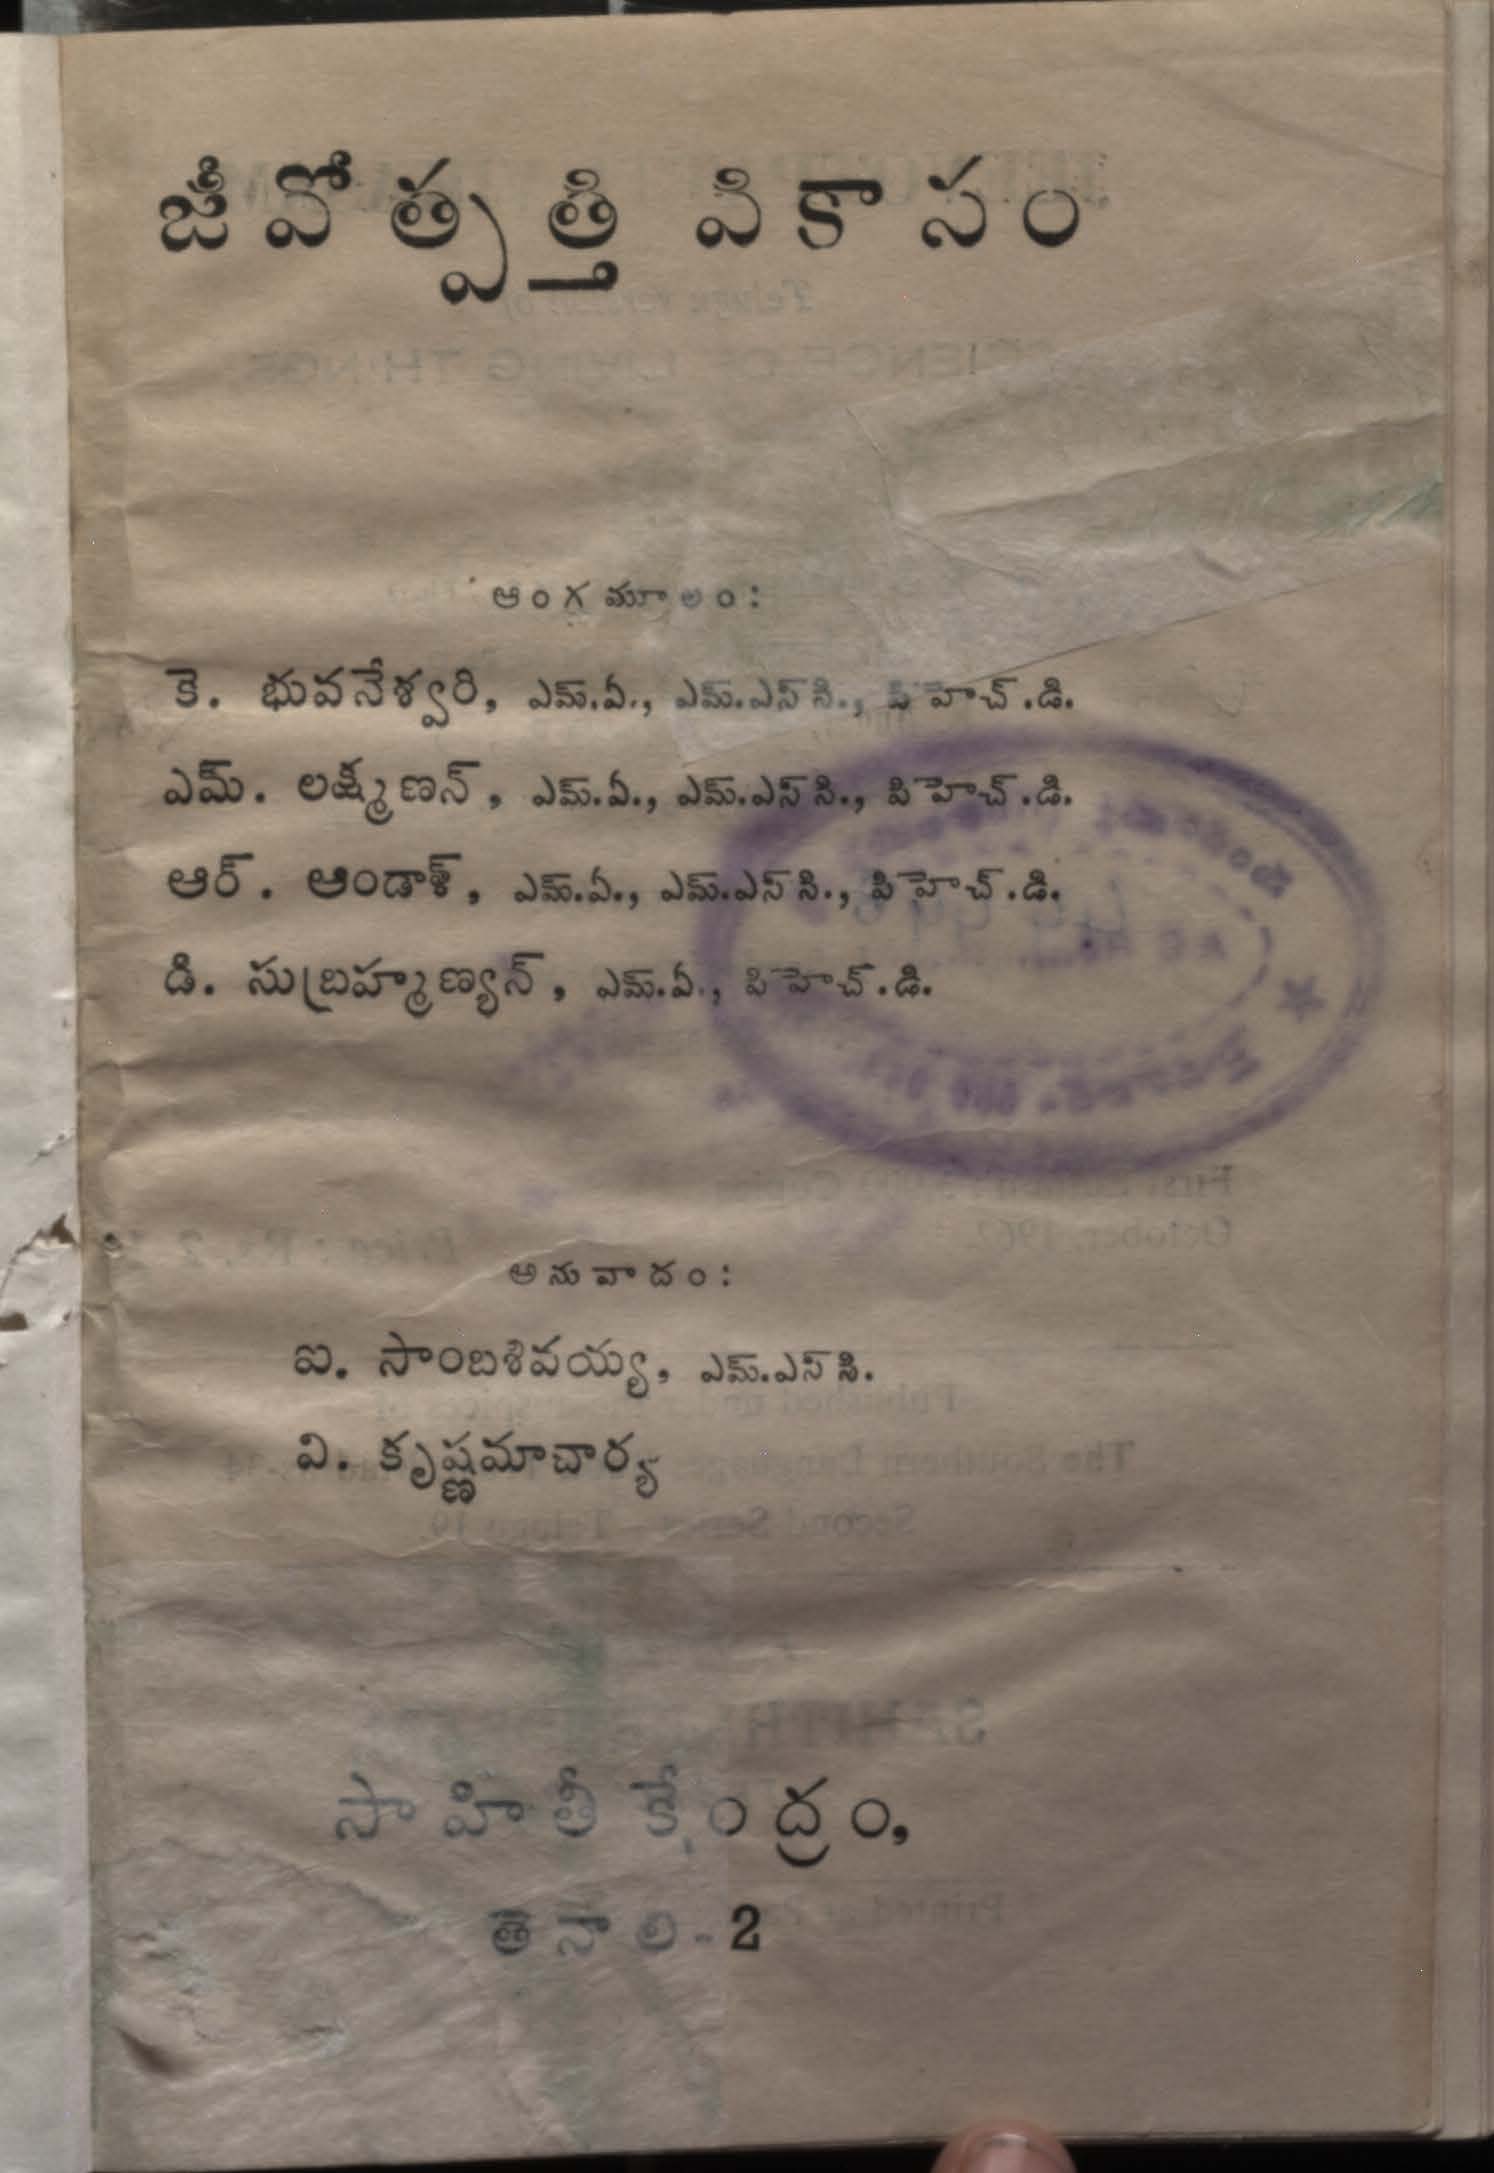 జీవోత్పత్తి వికాసం
ఆంగ్లమూలం:
కె. భువనేశ్వరి, ఎమ్.ఏ., ఎమ్.ఎస్‌సి., పిహెచ్.డి.
ఎమ్. లక్ష్మణన్, ఎమ్.ఏ., ఎమ్.ఎస్‌సి., పిహెచ్.డి.
ఆర్. ఆండాళ్, ఎమ్.ఏ., ఎమ్.ఎస్‌సి., పిహెచ్.డి.
డి. సుబ్రహ్మణ్యన్, ఎమ్.ఏ., పిహెచ్.డి.
అనువాదం:
ఐ. సాంబశివయ్య, ఎమ్.ఎస్‌సి.
వి. కృష్ణమాచార్య
సాహితీ కేంద్రం,
తెనాలి-2